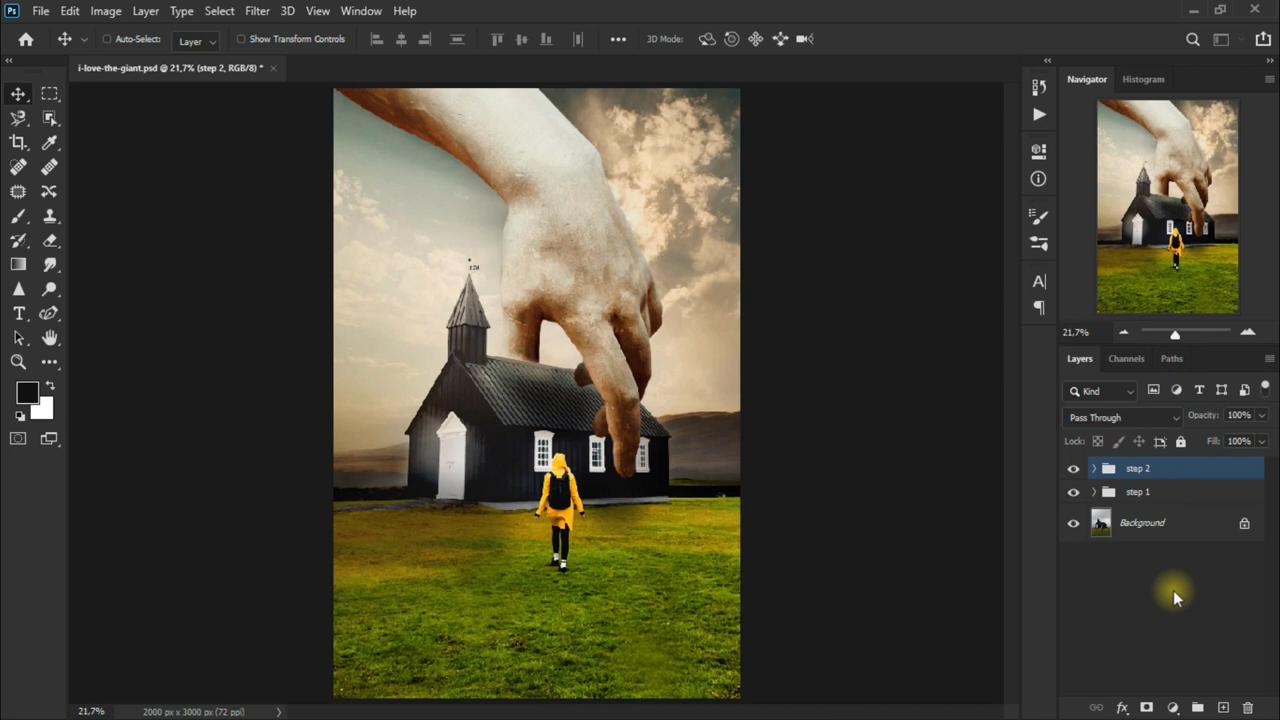 Ps File Edit Image Layer Type Select Filter 3D View Window Help
Auto-Select: Layer Show Transform Controls 3D Mode:
i-love-the-giant.psd @ 21,7% (step 2, RGB/8) *
Navigator Histogram
21,7%
Layers Channels Paths
Kind
Pass Through Opacity: 100%
Lock: Fill: 100%
step 2
step 1
Background
21,7% 2000 px x 3000 px (72 ppi)